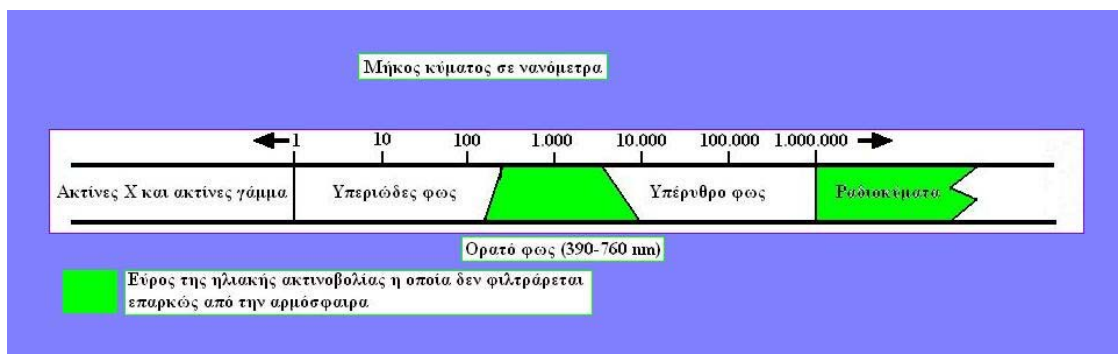 Μήκος κύματος σε νανόμετρα
1 10 100 1.000 10.000 100.000 1.000.000
Ακτίνες Χ και ακτίνες γάμμα Υπεριώδες φως Υπέρυθρο φως Ραδιοκύματα
Ορατό φως (390-760 nm)
Εύρος της ηλιακής ακτινοβολίας η οποία δεν φιλτράρεται
επαρκώς από την αρμόσφαιρα